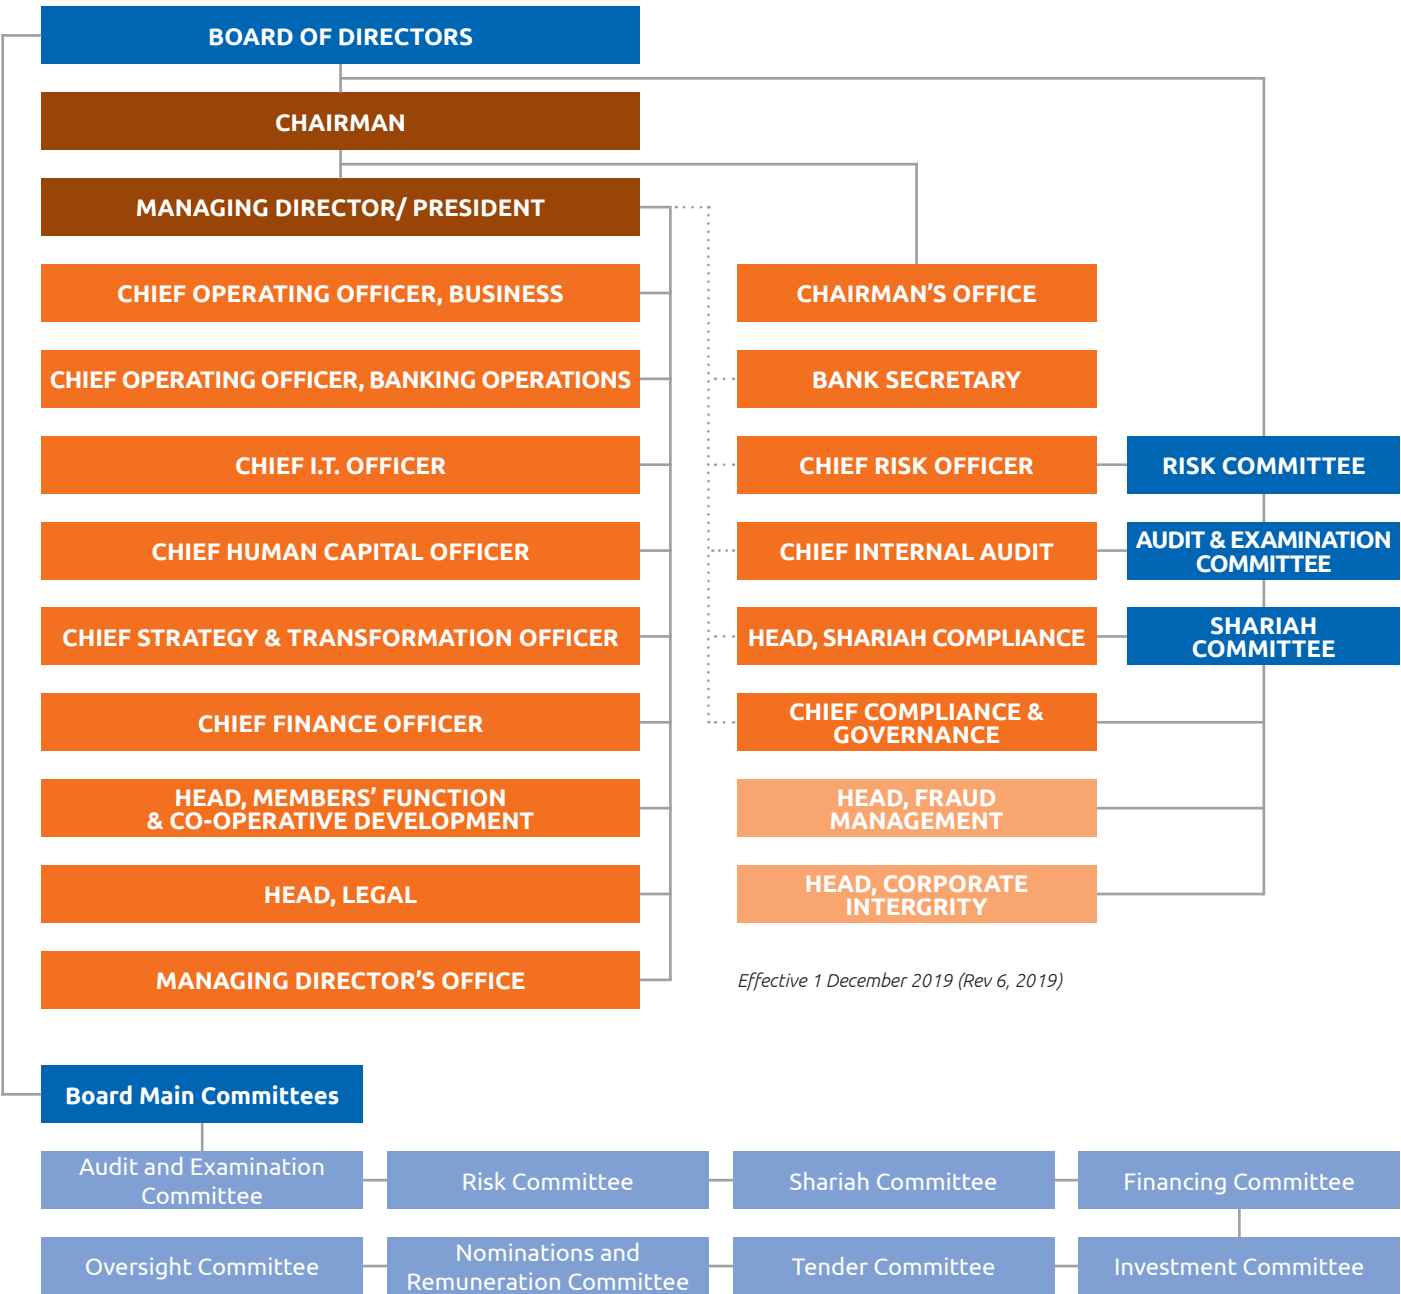 BOARD OF DIRECTORS
CHAIRMAN
MANAGING DIRECTOR/ PRESIDENT
CHIEF OPERATING OFFICER, BUSINESS
CHAIRMAN’S OFFICE
CHIEF OPERATING OFFICER, BANKING OPERATIONS
BANK SECRETARY
CHIEF I.T. OFFICER
CHIEF RISK OFFICER
RISK COMMITTEE
CHIEF HUMAN CAPITAL OFFICER
CHIEF INTERNAL AUDIT
AUDIT & EXAMINATION
COMMITTEE
CHIEF STRATEGY & TRANSFORMATION OFFICER
HEAD, SHARIAH COMPLIANCE
SHARIAH
COMMITTEE
CHIEF FINANCE OFFICER
CHIEF COMPLIANCE &
GOVERNANCE
HEAD, MEMBERS’ FUNCTION
& CO-OPERATIVE DEVELOPMENT
HEAD, FRAUD
MANAGEMENT
HEAD, LEGAL
HEAD, CORPORATE
INTERGRITY
MANAGING DIRECTOR’S OFFICE
Effective 1 December 2019 (Rev 6, 2019)
Board Main Committees
Audit and Examination
Committee
Risk Committee
Shariah Committee
Financing Committee
Oversight Committee
Nominations and
Remuneration Committee
Tender Committee
Investment Committee